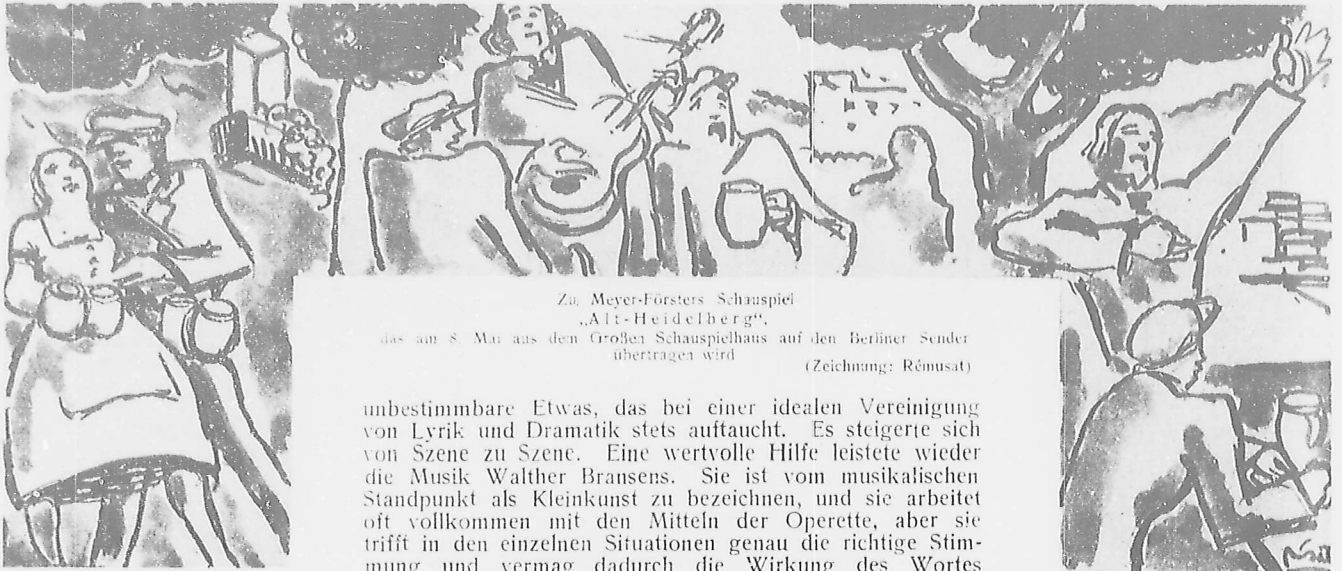 Zu Meyer-Försters Schauspiel
„Alt-Heidelberg“,
das am 8. Mai aus dem Großen Schauspielhaus auf den Berliner Sender
übertragen wird
(Zeichnung: Rémusat)
unbestimmbare Etwas, das bei einer idealen Vereinigung
von Lyrik und Dramatik stets auftaucht. Es steigerte sich
von Szene zu Szene. Eine wertvolle Hilfe leistete wieder
die Musik Walther Bransens. Sie ist vom musikalischen
Standpunkt als Kleinkunst zu bezeichnen, und sie arbeitet
oft vollkommen mit den Mitteln der Operette, aber sie
trifft in den einzelnen Situationen genau die richtige Stim-
mung und vermag dadurch die Wirkung des Wortes